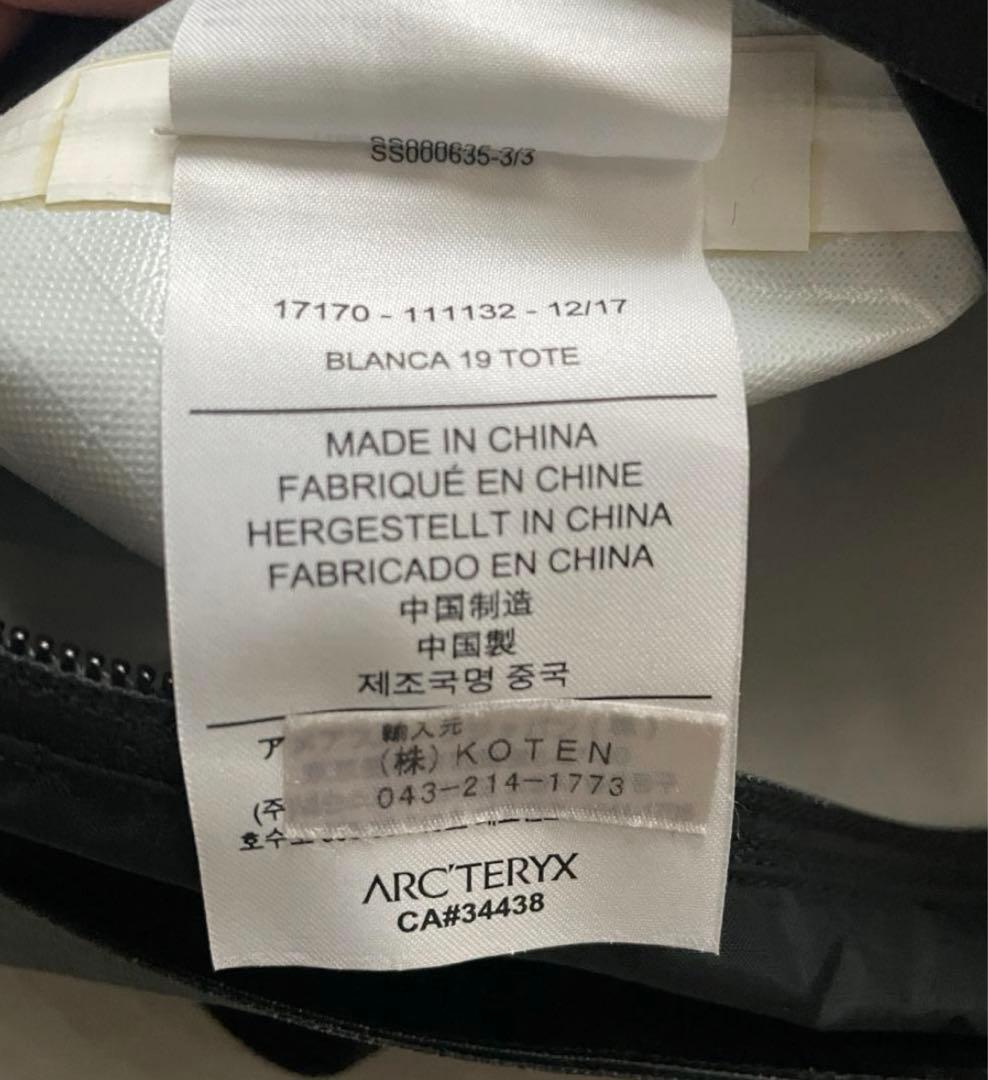 SS000635-3/3
17170 - 111132 - 12/17
BLANCA 19 TOTE
MADE IN CHINA
FABRIQUÉ EN CHINE
HERGESTELLT IN CHINA
FABRICADO EN CHINA
中国制造
中国製
제조국명 중국
輸入元
(株) KOTEN
043-214-1773
ARC'TERYX
CA#34438